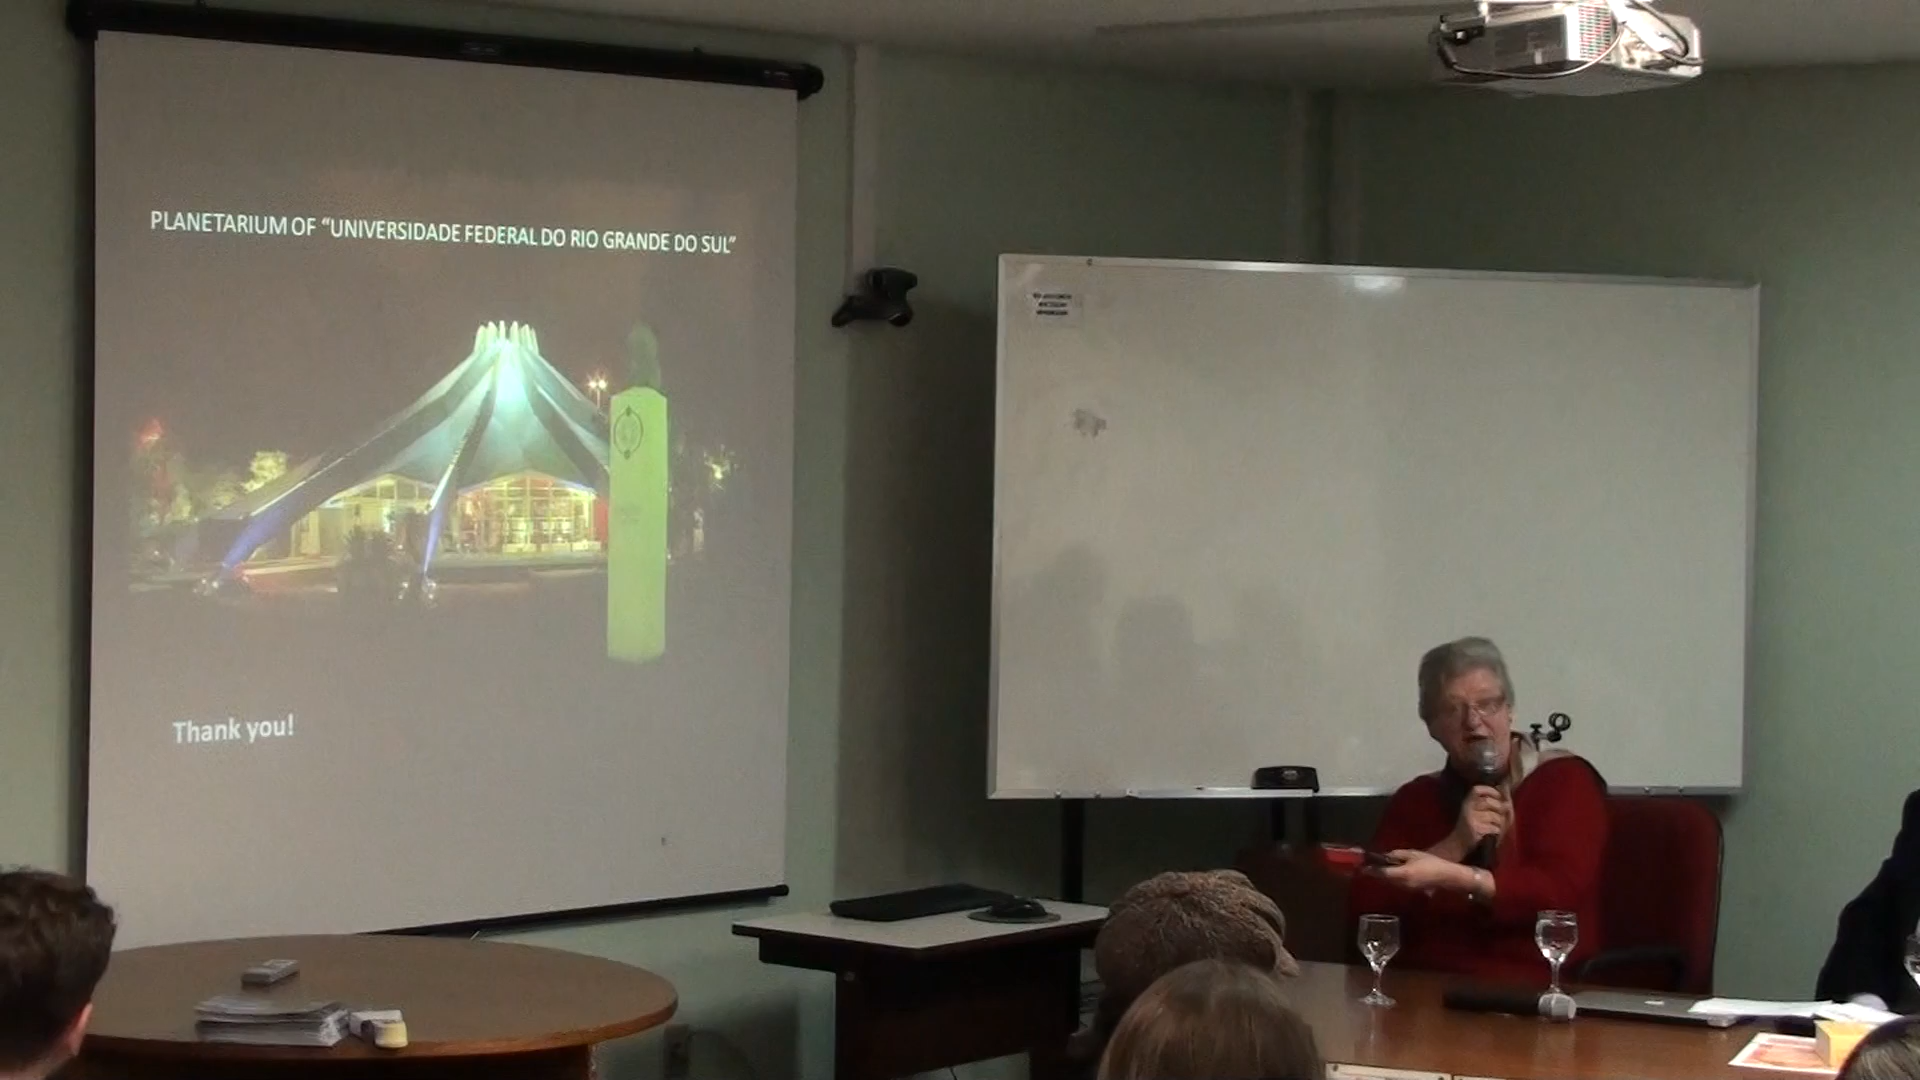 PLANETARIUM OF “UNIVERSIDADE FEDERAL DO RIO GRANDE DO SUL”
Thank you!